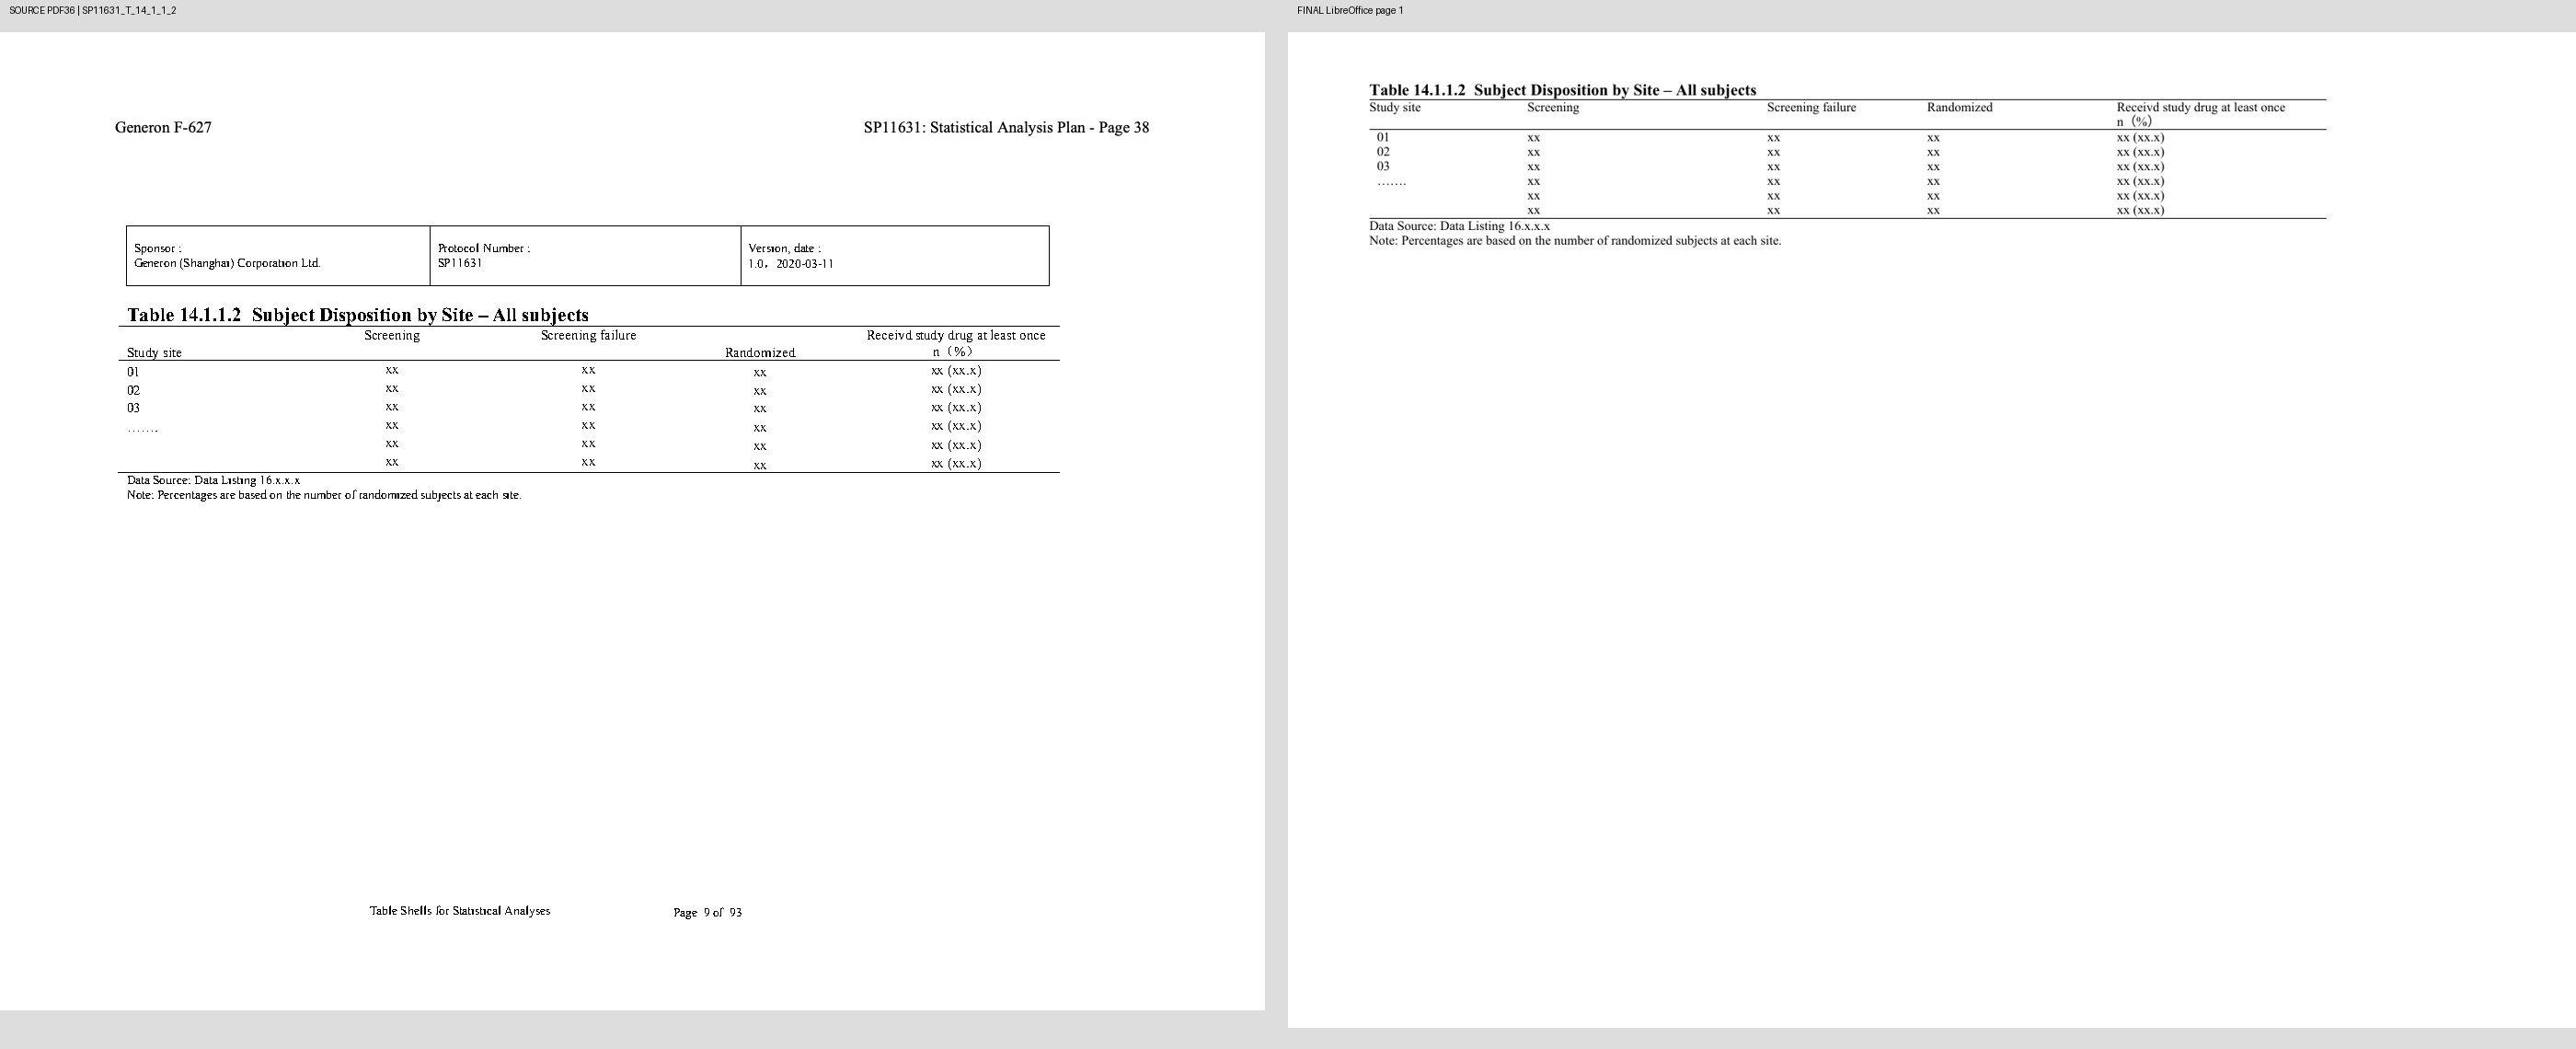 SOURCE PDF36 | SP11631_T_14_1_1_2
Generon F-627 SP11631: Statistical Analysis Plan - Page 38
Sponsor : Protocol Number : Version, date :
Generon (Shanghai) Corporation Ltd. SP11631 1.0，2020-03-11
Table 14.1.1.2 Subject Disposition by Site – All subjects
Screening Screening failure Receivd study drug at least once
Study site Randomized n（%）
01 xx xx xx xx (xx.x)
02 xx xx xx xx (xx.x)
03 xx xx xx xx (xx.x)
……. xx xx xx xx (xx.x)
xx xx xx xx (xx.x)
xx xx xx xx (xx.x)
Data Source: Data Listing 16.x.x.x
Note: Percentages are based on the number of randomized subjects at each site.
Table Shells for Statistical Analyses Page 9 of 93
FINAL LibreOffice page 1
Table 14.1.1.2 Subject Disposition by Site – All subjects
Study site Screening Screening failure Randomized Receivd study drug at least once
n（%）
01 xx xx xx xx (xx.x)
02 xx xx xx xx (xx.x)
03 xx xx xx xx (xx.x)
……. xx xx xx xx (xx.x)
xx xx xx xx (xx.x)
xx xx xx xx (xx.x)
Data Source: Data Listing 16.x.x.x
Note: Percentages are based on the number of randomized subjects at each site.